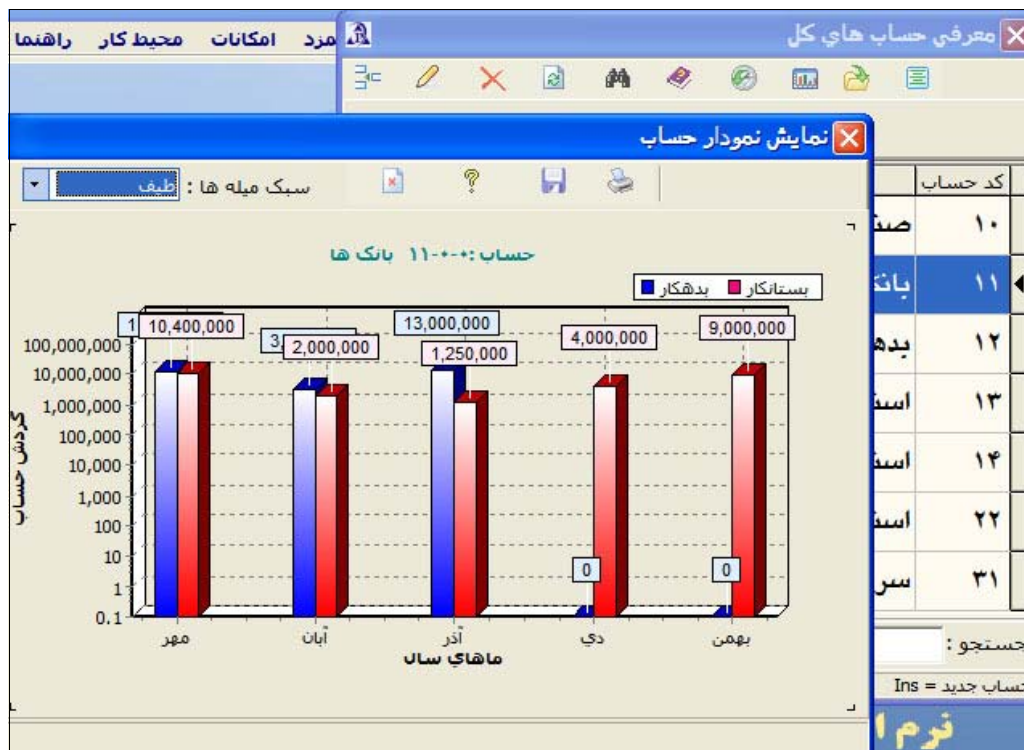 امکانات محیط کار راهنما
معرفي حساب هاي کل
نمایش نمودار حساب
سبک میله ها : طیف
کد حساب
۱۰
۱۱
۱۲
۱۳
۱۴
۲۲
۳۱
حساب :۰-۰-۱۱ بانک ها
بستانکار بدهکار
10,400,000
2,000,000
13,000,000
1,250,000
4,000,000
9,000,000
0
0
100,000,000
10,000,000
1,000,000
100,000
10,000
1,000
100
10
1
0.1
گردش حساب
مهر آبان آذر دي بهمن
ماهاي سال
جستجو :
حساب جدید = Ins
نرم